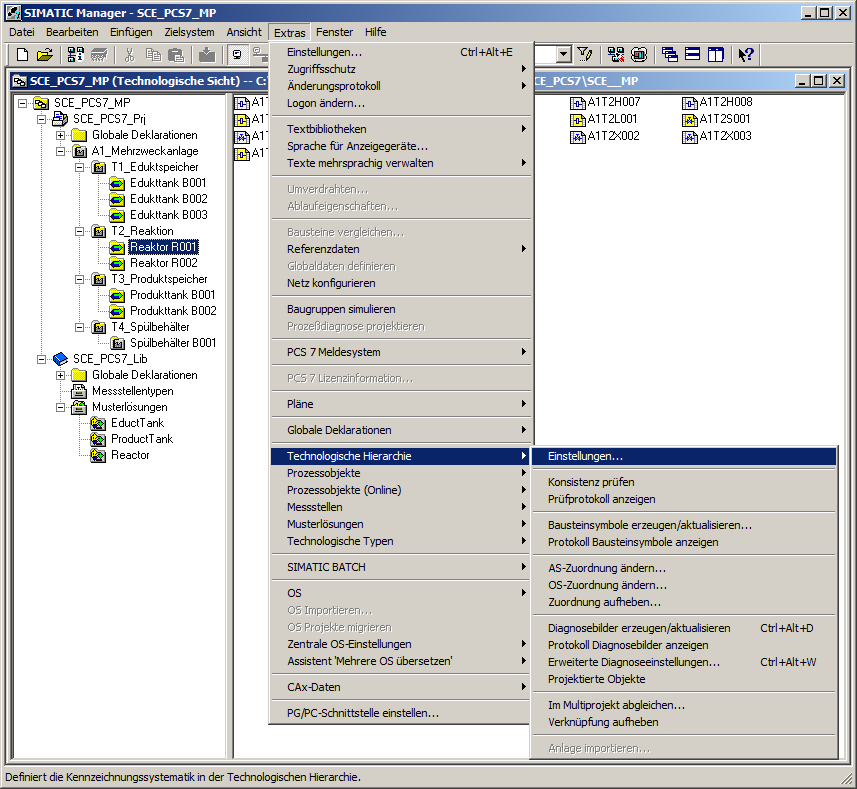 SIMATIC Manager - SCE_PCS7_MP
Datei Bearbeiten Einfügen Zielsystem Ansicht Extras Fenster Hilfe
SCE_PCS7_MP (Technologische Sicht) -- C:\
CE_PCS7\SCE__MP
SCE_PCS7_MP
SCE_PCS7_Prj
Globale Deklarationen
A1_Mehrzweckanlage
T1_Eduktspeicher
Edukttank B001
Edukttank B002
Edukttank B003
T2_Reaktion
Reaktor R001
Reaktor R002
T3_Produktspeicher
Produkttank B001
Produkttank B002
T4_Spülbehälter
Spülbehälter B001
SCE_PCS7_Lib
Globale Deklarationen
Messstellentypen
Musterlösungen
EductTank
ProductTank
Reactor
A1T2H007 A1T2H008
A1T2L001 A1T2S001
A1T2X002 A1T2X003
Einstellungen... Ctrl+Alt+E
Zugriffsschutz
Änderungsprotokoll
Logon ändern...
Textbibliotheken
Sprache für Anzeigegeräte...
Texte mehrsprachig verwalten
Umverdrahten...
Ablaufeigenschaften...
Bausteine vergleichen...
Referenzdaten
Globaldaten definieren
Netz konfigurieren
Baugruppen simulieren
Prozeßdiagnose projektieren
PCS 7 Meldesystem
PCS 7 Lizenzinformation...
Pläne
Globale Deklarationen
Technologische Hierarchie
Prozessobjekte
Prozessobjekte (Online)
Messstellen
Musterlösungen
Technologische Typen
SIMATIC BATCH
OS
OS Importieren...
OS Projekte migrieren
Zentrale OS-Einstellungen
Assistent 'Mehrere OS übersetzen'
CAx-Daten
PG/PC-Schnittstelle einstellen...
Einstellungen...
Konsistenz prüfen
Prüfprotokoll anzeigen
Bausteinsymbole erzeugen/aktualisieren...
Protokoll Bausteinsymbole anzeigen
AS-Zuordnung ändern...
OS-Zuordnung ändern...
Zuordnung aufheben...
Diagnosebilder erzeugen/aktualisieren Ctrl+Alt+D
Protokoll Diagnosebilder anzeigen
Erweiterte Diagnoseeinstellungen... Ctrl+Alt+W
Projektierte Objekte
Im Multiprojekt abgleichen...
Verknüpfung aufheben
Anlage importieren...
Definiert die Kennzeichnungssystematik in der Technologischen Hierarchie.